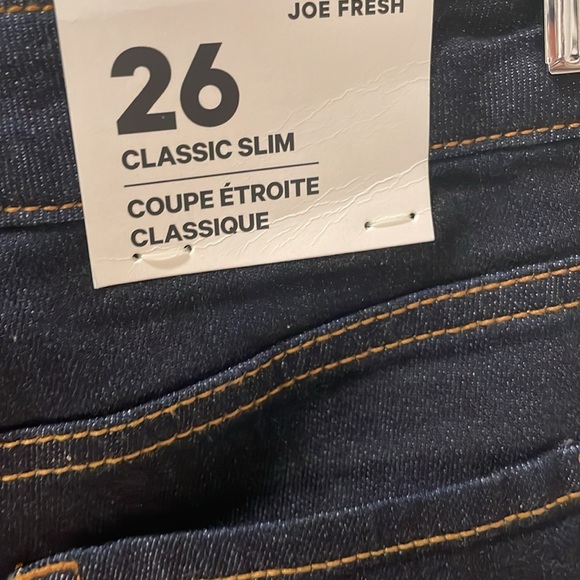 JOE FRESH
26
CLASSIC SLIM
COUPE ÉTROITE
CLASSIQUE